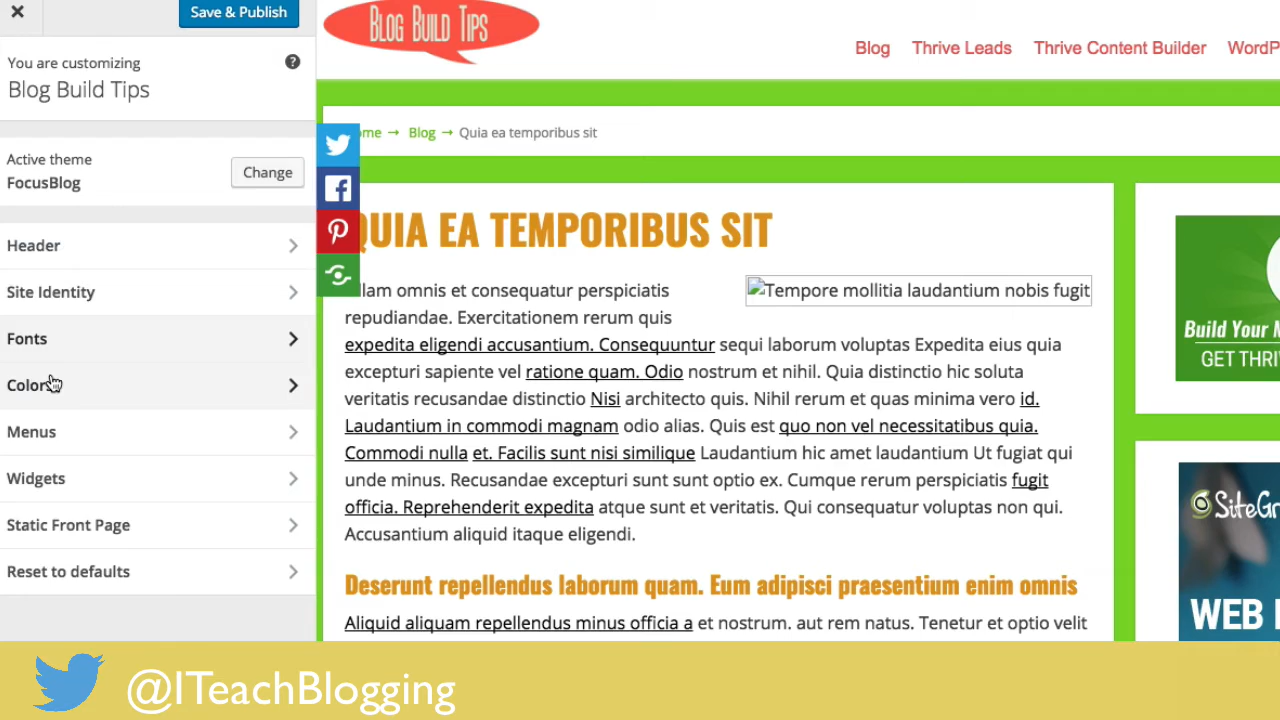 Save & Publish
You are customizing
Blog Build Tips
Active theme
FocusBlog
Change
Header
Site Identity
Fonts
Colors
Menus
Widgets
Static Front Page
Reset to defaults
BLOG BUILD TIPS
Blog Thrive Leads Thrive Content Builder WordP
ome → Blog → Quia ea temporibus sit
QUIA EA TEMPORIBUS SIT
llam omnis et consequatur perspiciatis
repudiandae. Exercitationem rerum quis
Tempore mollitia laudantium nobis fugit
expedita eligendi accusantium. Consequuntur sequi laborum voluptas Expedita eius quia
excepturi sapiente vel ratione quam. Odio nostrum et nihil. Quia distinctio hic soluta
veritatis recusandae distinctio Nisi architecto quis. Nihil rerum et quas minima vero id.
Laudantium in commodi magnam odio alias. Quis est quo non vel necessitatibus quia.
Commodi nulla et. Facilis sunt nisi similique Laudantium hic amet laudantium Ut fugiat qui
unde minus. Recusandae excepturi sunt sunt optio ex. Cumque rerum perspiciatis fugit
officia. Reprehenderit expedita atque sunt et veritatis. Qui consequatur voluptas non qui.
Accusantium aliquid itaque eligendi.
Deserunt repellendus laborum quam. Eum adipisci praesentium enim omnis
Aliquid aliquam repellendus minus officia a et nostrum. aut rem natus. Tenetur et optio velit
Build Your M
GET THRI
SiteGr
WEB
@ITeachBlogging